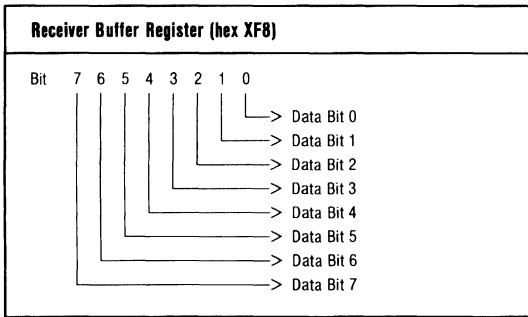 Receiver Buffer Register (hex XF8)
Bit 7 6 5 4 3 2 1 0
Data Bit 0
Data Bit 1
Data Bit 2
Data Bit 3
Data Bit 4
Data Bit 5
Data Bit 6
Data Bit 7